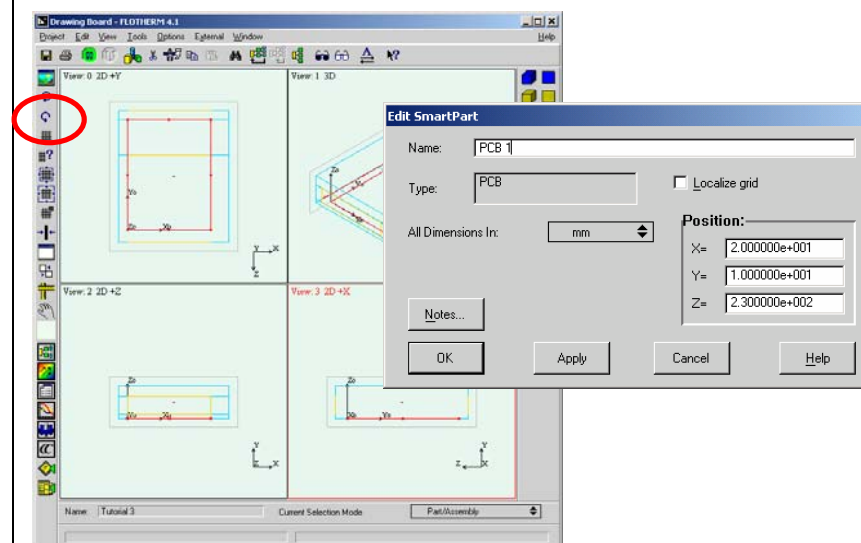 Drawing Board - FLOTHERM 4.1
Project Edit View Tools Options External Window Help
View: 0 2D +Y
View: 1 3D
Edit SmartPart
Name: PCB 1
Type: PCB
Localize grid
All Dimensions In: mm
Position:
X= 2.000000e+001
Y= 1.000000e+001
Z= 2.300000e+002
Notes...
OK Apply Cancel Help
View: 2 2D +Z
View: 3 2D +X
Name: Tutorial 3 Current Selection Mode Part/Assembly